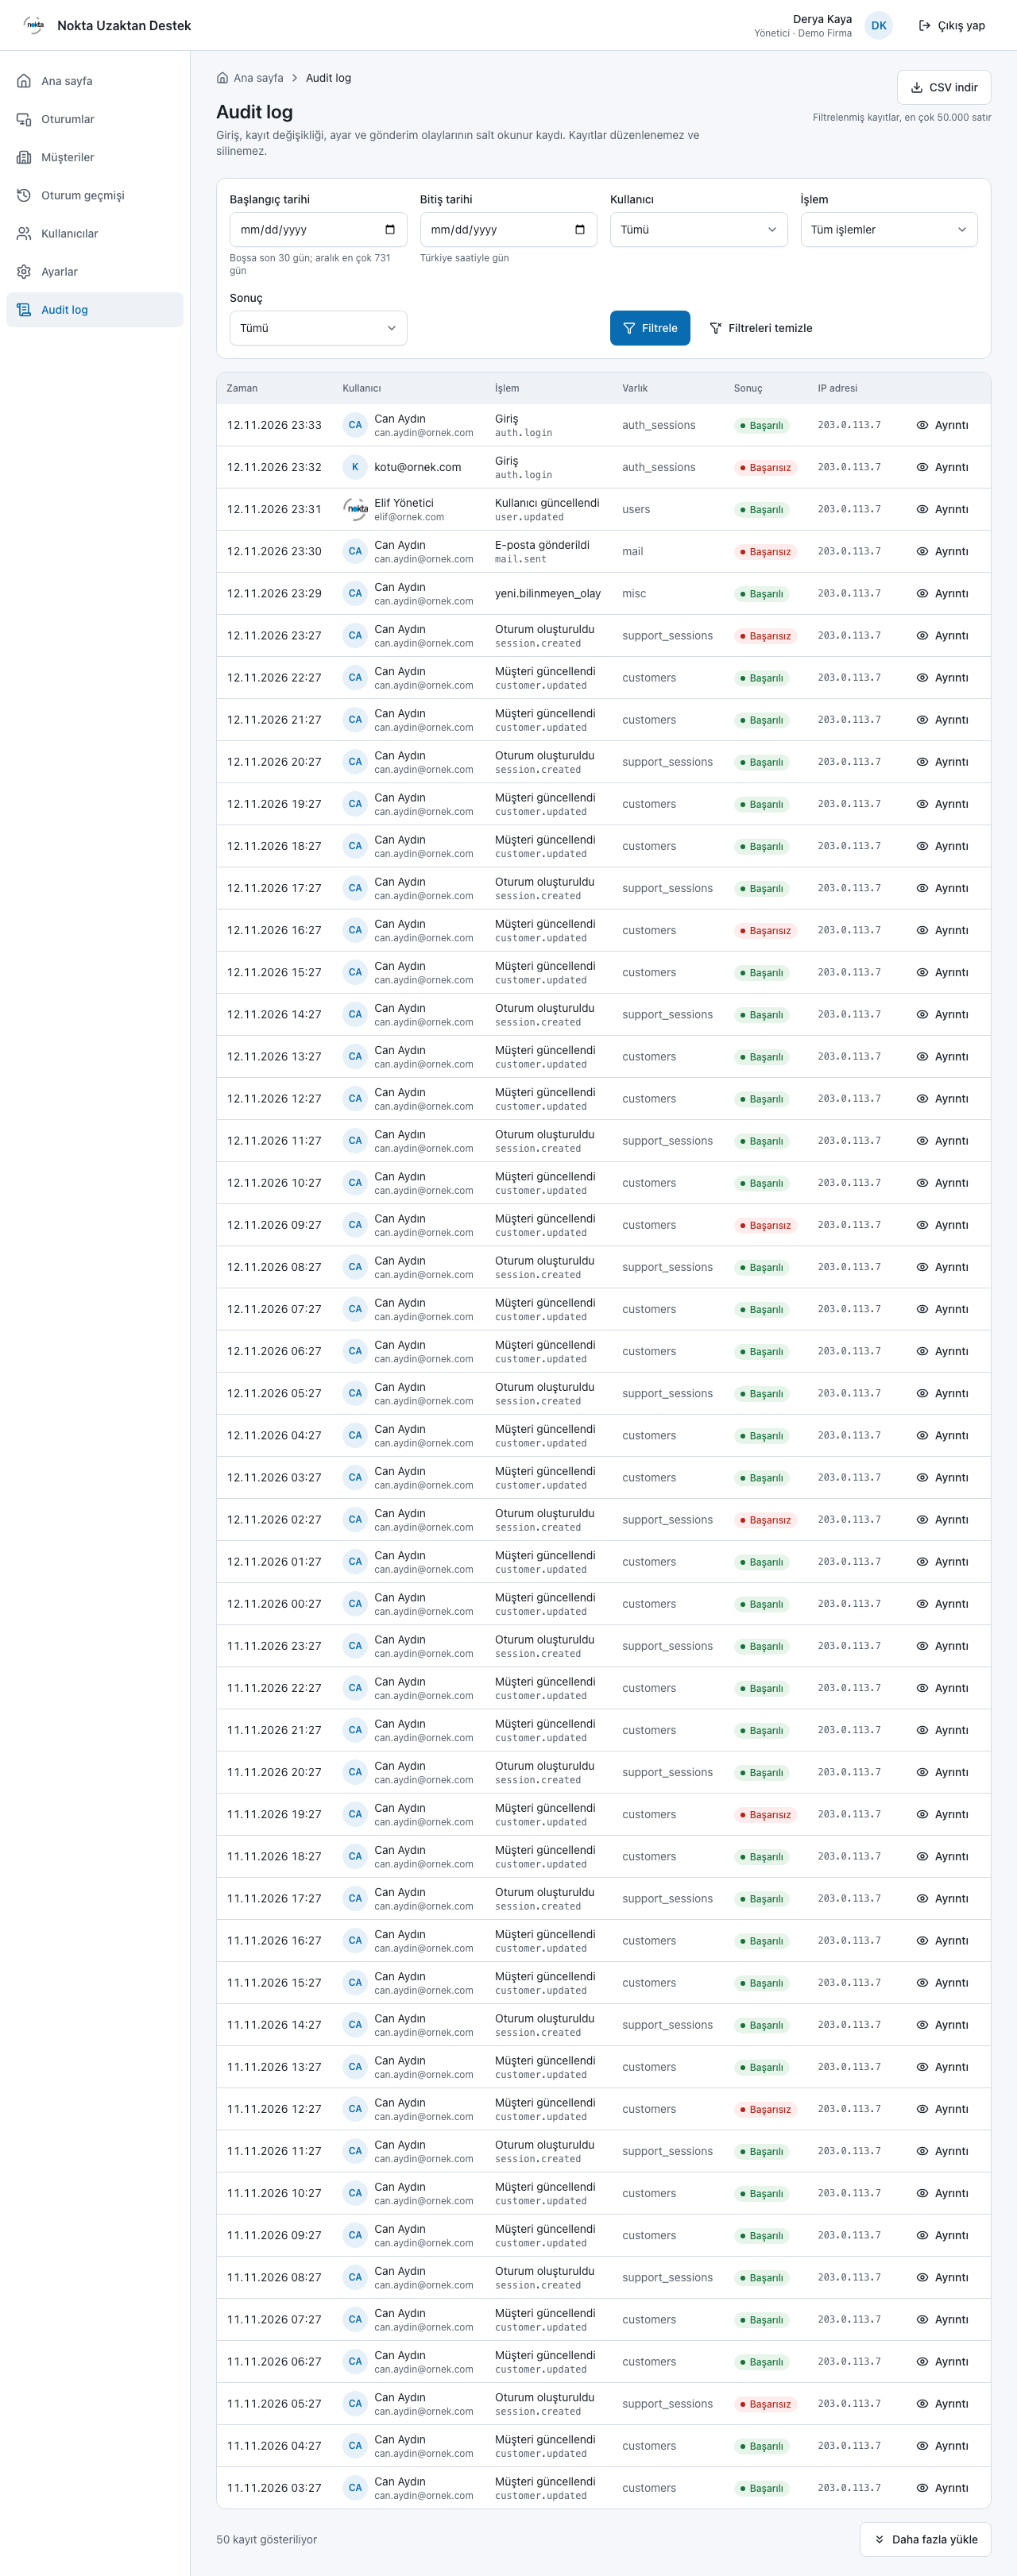 nokta Nokta Uzaktan Destek
Derya Kaya
Yönetici · Demo Firma
DK
Çıkış yap
Ana sayfa
Oturumlar
Müşteriler
Oturum geçmişi
Kullanıcılar
Ayarlar
Audit log
Ana sayfa > Audit log
CSV indir
Filtrelenmiş kayıtlar, en çok 50.000 satır
Audit log
Giriş, kayıt değişikliği, ayar ve gönderim olaylarının salt okunur kaydı. Kayıtlar düzenlenemez ve
silinemez.
Başlangıç tarihi Bitiş tarihi Kullanıcı İşlem
mm/dd/yyyy mm/dd/yyyy Tümü Tüm işlemler
Boşsa son 30 gün; aralık en çok 731 Türkiye saatiyle gün
gün
Sonuç
Tümü Filtrele Filtreleri temizle
Zaman Kullanıcı İşlem Varlık Sonuç IP adresi
12.11.2026 23:33 CA Can Aydın Giriş auth_sessions Başarılı 203.0.113.7 Ayrıntı
can.aydin@ornek.com auth.login
12.11.2026 23:32 K kotu@ornek.com Giriş auth_sessions Başarısız 203.0.113.7 Ayrıntı
auth.login
12.11.2026 23:31 nokta Elif Yönetici Kullanıcı güncellendi users Başarılı 203.0.113.7 Ayrıntı
elif@ornek.com user.updated
12.11.2026 23:30 CA Can Aydın E-posta gönderildi mail Başarısız 203.0.113.7 Ayrıntı
can.aydin@ornek.com mail.sent
12.11.2026 23:29 CA Can Aydın yeni.bilinmeyen_olay misc Başarılı 203.0.113.7 Ayrıntı
can.aydin@ornek.com
12.11.2026 23:27 CA Can Aydın Oturum oluşturuldu support_sessions Başarısız 203.0.113.7 Ayrıntı
can.aydin@ornek.com session.created
12.11.2026 22:27 CA Can Aydın Müşteri güncellendi customers Başarılı 203.0.113.7 Ayrıntı
can.aydin@ornek.com customer.updated
12.11.2026 21:27 CA Can Aydın Müşteri güncellendi customers Başarılı 203.0.113.7 Ayrıntı
can.aydin@ornek.com customer.updated
12.11.2026 20:27 CA Can Aydın Oturum oluşturuldu support_sessions Başarılı 203.0.113.7 Ayrıntı
can.aydin@ornek.com session.created
12.11.2026 19:27 CA Can Aydın Müşteri güncellendi customers Başarılı 203.0.113.7 Ayrıntı
can.aydin@ornek.com customer.updated
12.11.2026 18:27 CA Can Aydın Müşteri güncellendi customers Başarılı 203.0.113.7 Ayrıntı
can.aydin@ornek.com customer.updated
12.11.2026 17:27 CA Can Aydın Oturum oluşturuldu support_sessions Başarılı 203.0.113.7 Ayrıntı
can.aydin@ornek.com session.created
12.11.2026 16:27 CA Can Aydın Müşteri güncellendi customers Başarısız 203.0.113.7 Ayrıntı
can.aydin@ornek.com customer.updated
12.11.2026 15:27 CA Can Aydın Müşteri güncellendi customers Başarılı 203.0.113.7 Ayrıntı
can.aydin@ornek.com customer.updated
12.11.2026 14:27 CA Can Aydın Oturum oluşturuldu support_sessions Başarılı 203.0.113.7 Ayrıntı
can.aydin@ornek.com session.created
12.11.2026 13:27 CA Can Aydın Müşteri güncellendi customers Başarılı 203.0.113.7 Ayrıntı
can.aydin@ornek.com customer.updated
12.11.2026 12:27 CA Can Aydın Müşteri güncellendi customers Başarılı 203.0.113.7 Ayrıntı
can.aydin@ornek.com customer.updated
12.11.2026 11:27 CA Can Aydın Oturum oluşturuldu support_sessions Başarılı 203.0.113.7 Ayrıntı
can.aydin@ornek.com session.created
12.11.2026 10:27 CA Can Aydın Müşteri güncellendi customers Başarılı 203.0.113.7 Ayrıntı
can.aydin@ornek.com customer.updated
12.11.2026 09:27 CA Can Aydın Müşteri güncellendi customers Başarısız 203.0.113.7 Ayrıntı
can.aydin@ornek.com customer.updated
12.11.2026 08:27 CA Can Aydın Oturum oluşturuldu support_sessions Başarılı 203.0.113.7 Ayrıntı
can.aydin@ornek.com session.created
12.11.2026 07:27 CA Can Aydın Müşteri güncellendi customers Başarılı 203.0.113.7 Ayrıntı
can.aydin@ornek.com customer.updated
12.11.2026 06:27 CA Can Aydın Müşteri güncellendi customers Başarılı 203.0.113.7 Ayrıntı
can.aydin@ornek.com customer.updated
12.11.2026 05:27 CA Can Aydın Oturum oluşturuldu support_sessions Başarılı 203.0.113.7 Ayrıntı
can.aydin@ornek.com session.created
12.11.2026 04:27 CA Can Aydın Müşteri güncellendi customers Başarılı 203.0.113.7 Ayrıntı
can.aydin@ornek.com customer.updated
12.11.2026 03:27 CA Can Aydın Müşteri güncellendi customers Başarılı 203.0.113.7 Ayrıntı
can.aydin@ornek.com customer.updated
12.11.2026 02:27 CA Can Aydın Oturum oluşturuldu support_sessions Başarısız 203.0.113.7 Ayrıntı
can.aydin@ornek.com session.created
12.11.2026 01:27 CA Can Aydın Müşteri güncellendi customers Başarılı 203.0.113.7 Ayrıntı
can.aydin@ornek.com customer.updated
12.11.2026 00:27 CA Can Aydın Müşteri güncellendi customers Başarılı 203.0.113.7 Ayrıntı
can.aydin@ornek.com customer.updated
11.11.2026 23:27 CA Can Aydın Oturum oluşturuldu support_sessions Başarılı 203.0.113.7 Ayrıntı
can.aydin@ornek.com session.created
11.11.2026 22:27 CA Can Aydın Müşteri güncellendi customers Başarılı 203.0.113.7 Ayrıntı
can.aydin@ornek.com customer.updated
11.11.2026 21:27 CA Can Aydın Müşteri güncellendi customers Başarılı 203.0.113.7 Ayrıntı
can.aydin@ornek.com customer.updated
11.11.2026 20:27 CA Can Aydın Oturum oluşturuldu support_sessions Başarılı 203.0.113.7 Ayrıntı
can.aydin@ornek.com session.created
11.11.2026 19:27 CA Can Aydın Müşteri güncellendi customers Başarısız 203.0.113.7 Ayrıntı
can.aydin@ornek.com customer.updated
11.11.2026 18:27 CA Can Aydın Müşteri güncellendi customers Başarılı 203.0.113.7 Ayrıntı
can.aydin@ornek.com customer.updated
11.11.2026 17:27 CA Can Aydın Oturum oluşturuldu support_sessions Başarılı 203.0.113.7 Ayrıntı
can.aydin@ornek.com session.created
11.11.2026 16:27 CA Can Aydın Müşteri güncellendi customers Başarılı 203.0.113.7 Ayrıntı
can.aydin@ornek.com customer.updated
11.11.2026 15:27 CA Can Aydın Müşteri güncellendi customers Başarılı 203.0.113.7 Ayrıntı
can.aydin@ornek.com customer.updated
11.11.2026 14:27 CA Can Aydın Oturum oluşturuldu support_sessions Başarılı 203.0.113.7 Ayrıntı
can.aydin@ornek.com session.created
11.11.2026 13:27 CA Can Aydın Müşteri güncellendi customers Başarılı 203.0.113.7 Ayrıntı
can.aydin@ornek.com customer.updated
11.11.2026 12:27 CA Can Aydın Müşteri güncellendi customers Başarısız 203.0.113.7 Ayrıntı
can.aydin@ornek.com customer.updated
11.11.2026 11:27 CA Can Aydın Oturum oluşturuldu support_sessions Başarılı 203.0.113.7 Ayrıntı
can.aydin@ornek.com session.created
11.11.2026 10:27 CA Can Aydın Müşteri güncellendi customers Başarılı 203.0.113.7 Ayrıntı
can.aydin@ornek.com customer.updated
11.11.2026 09:27 CA Can Aydın Müşteri güncellendi customers Başarılı 203.0.113.7 Ayrıntı
can.aydin@ornek.com customer.updated
11.11.2026 08:27 CA Can Aydın Oturum oluşturuldu support_sessions Başarılı 203.0.113.7 Ayrıntı
can.aydin@ornek.com session.created
11.11.2026 07:27 CA Can Aydın Müşteri güncellendi customers Başarılı 203.0.113.7 Ayrıntı
can.aydin@ornek.com customer.updated
11.11.2026 06:27 CA Can Aydın Müşteri güncellendi customers Başarılı 203.0.113.7 Ayrıntı
can.aydin@ornek.com customer.updated
11.11.2026 05:27 CA Can Aydın Oturum oluşturuldu support_sessions Başarısız 203.0.113.7 Ayrıntı
can.aydin@ornek.com session.created
11.11.2026 04:27 CA Can Aydın Müşteri güncellendi customers Başarılı 203.0.113.7 Ayrıntı
can.aydin@ornek.com customer.updated
11.11.2026 03:27 CA Can Aydın Müşteri güncellendi customers Başarılı 203.0.113.7 Ayrıntı
can.aydin@ornek.com customer.updated
50 kayıt gösteriliyor
Daha fazla yükle